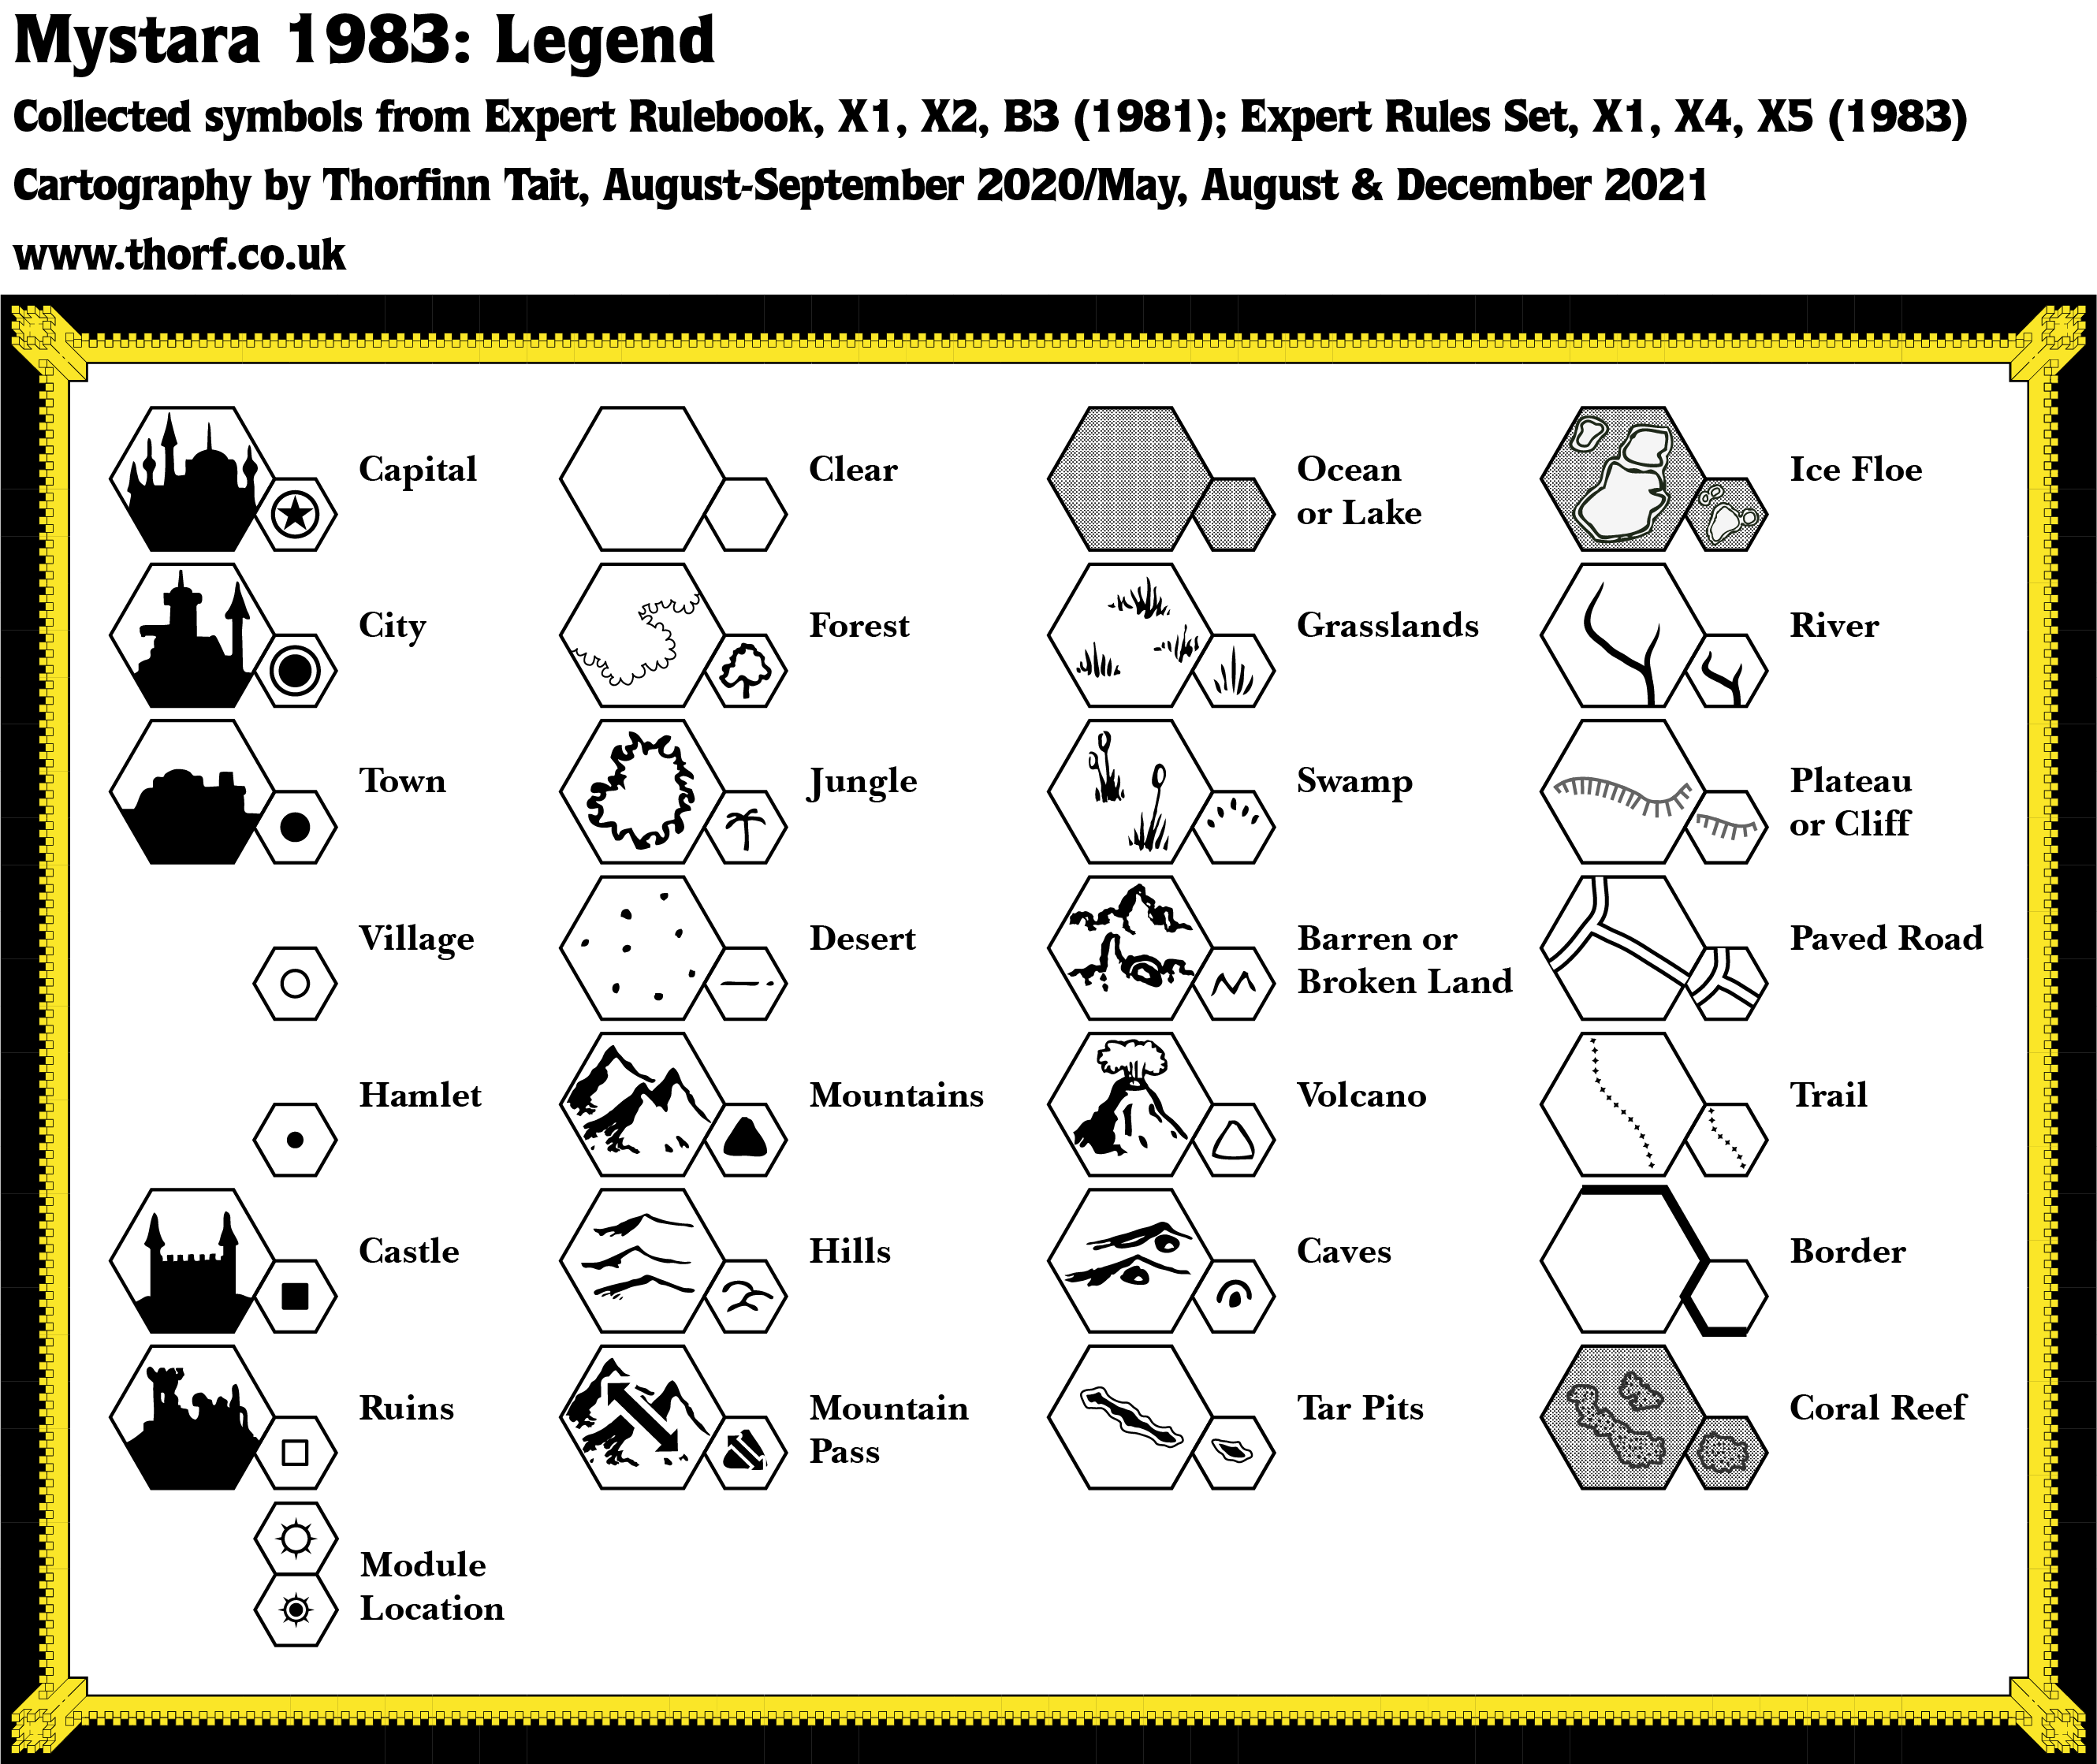 Mystara 1983: Legend
Collected symbols from Expert Rulebook, X1, X2, B3 (1981); Expert Rules Set, X1, X4, X5 (1983)
Cartography by Thorfinn Tait, August-September 2020/May, August & December 2021
www.thorf.co.uk
Capital
City
Town
Village
Hamlet
Castle
Ruins
Module
Location
Clear
Forest
Jungle
Desert
Mountains
Hills
Mountain
Pass
Ocean
or Lake
Grasslands
Swamp
Barren or
Broken Land
Volcano
Caves
Tar Pits
Ice Floe
River
Plateau
or Cliff
Paved Road
Trail
Border
Coral Reef